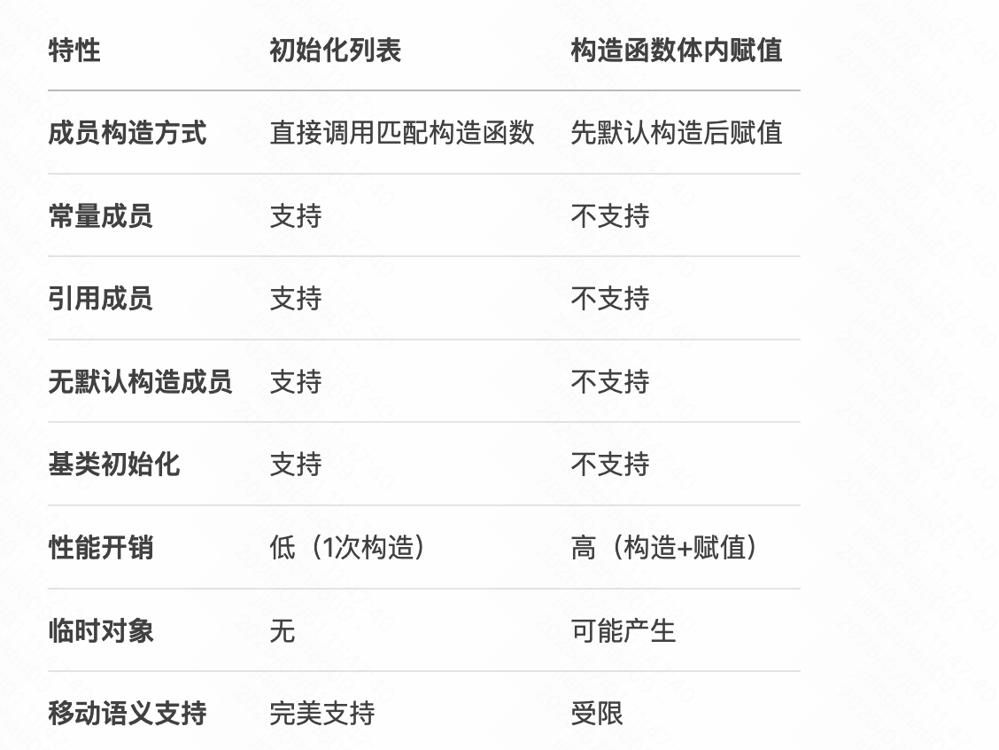 特性 初始化列表 构造函数体内赋值
成员构造方式 直接调用匹配构造函数 先默认构造后赋值
常量成员 支持 不支持
引用成员 支持 不支持
无默认构造成员 支持 不支持
基类初始化 支持 不支持
性能开销 低（1次构造） 高（构造+赋值）
临时对象 无 可能产生
移动语义支持 完美支持 受限